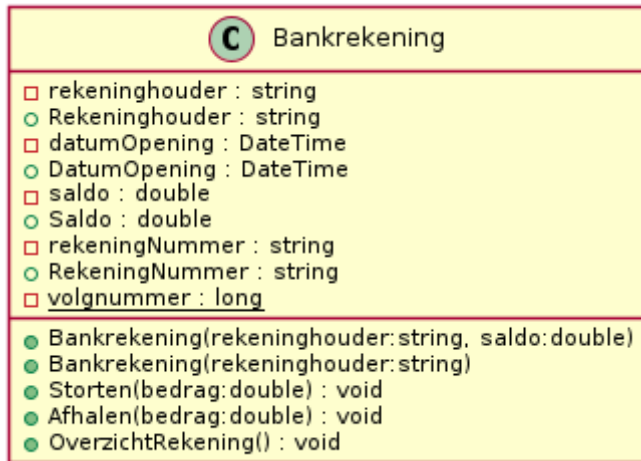 C Bankrekening
rekeninghouder : string
Rekeninghouder : string
datumOpening : DateTime
DatumOpening : DateTime
saldo : double
Saldo : double
rekeningNummer : string
RekeningNummer : string
volgnummer : long
Bankrekening(rekeninghouder:string, saldo:double)
Bankrekening(rekeninghouder:string)
Storten(bedrag:double) : void
Afhalen(bedrag:double) : void
OverzichtRekening() : void